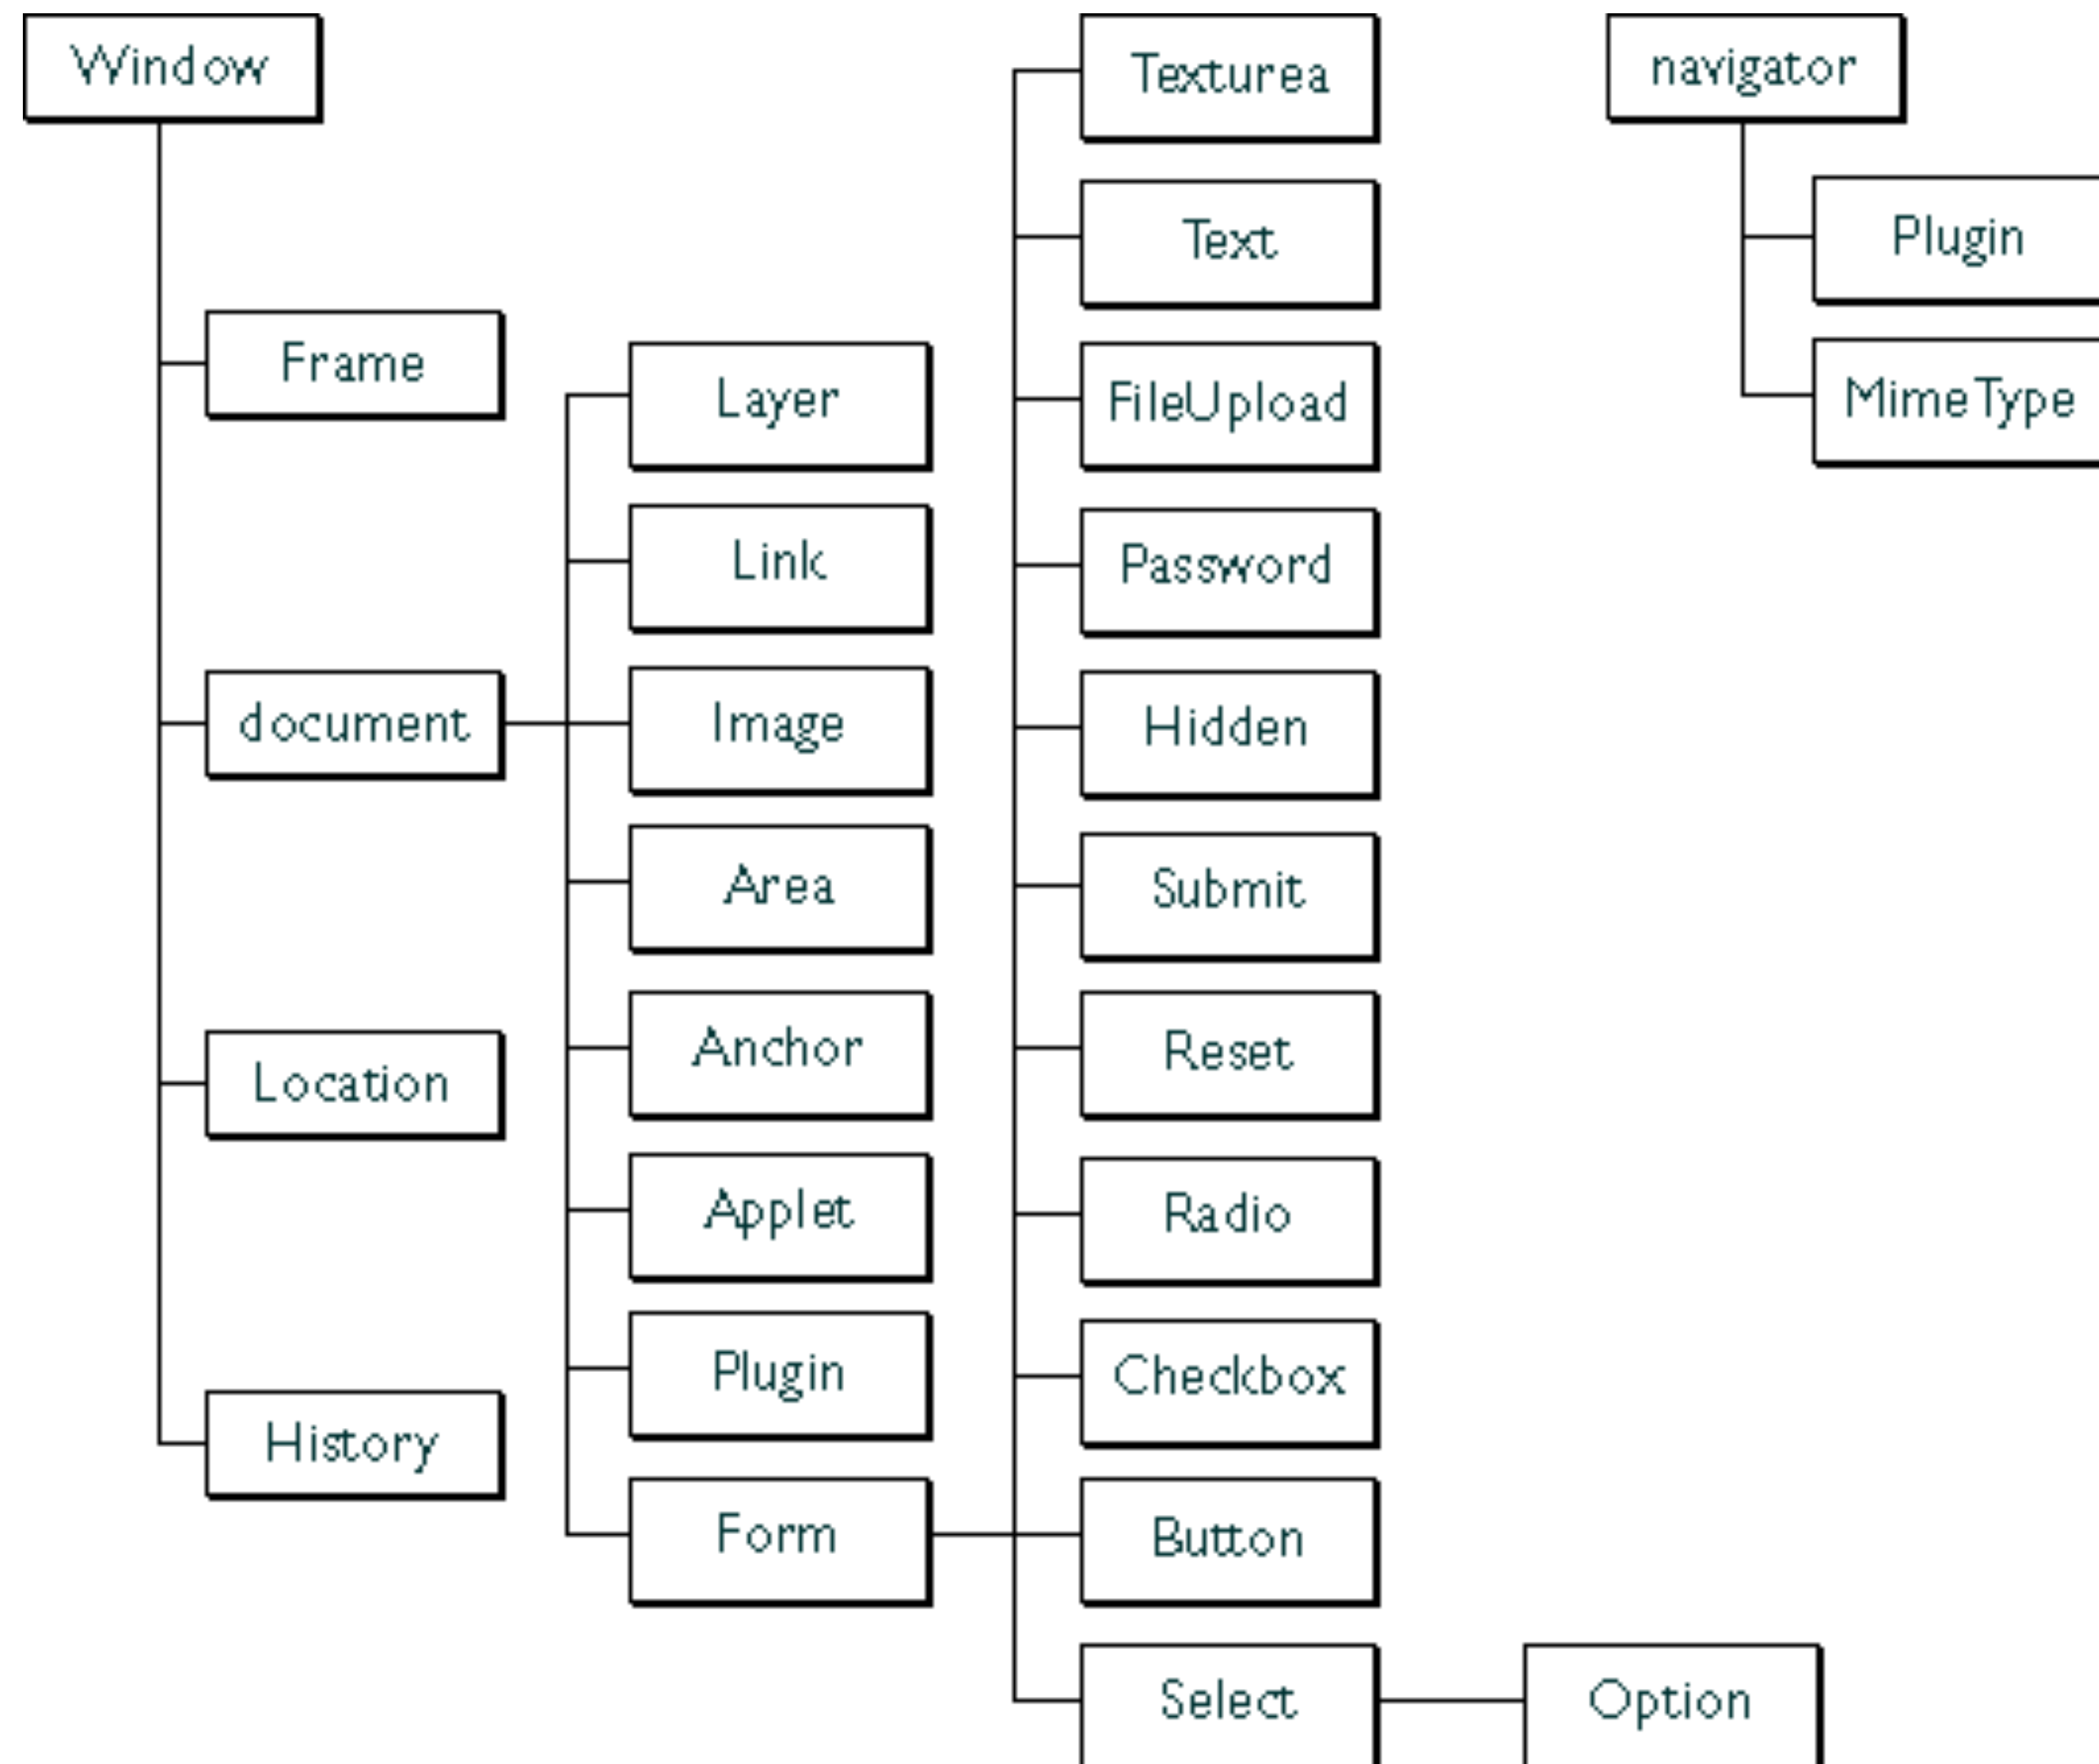 Window
Frame
document
Location
History
Layer
Link
Image
Area
Anchor
Applet
Plugin
Form
Texturea
Text
FileUpload
Password
Hidden
Submit
Reset
Radio
Checkbox
Button
Select
Option
navigator
Plugin
MimeType